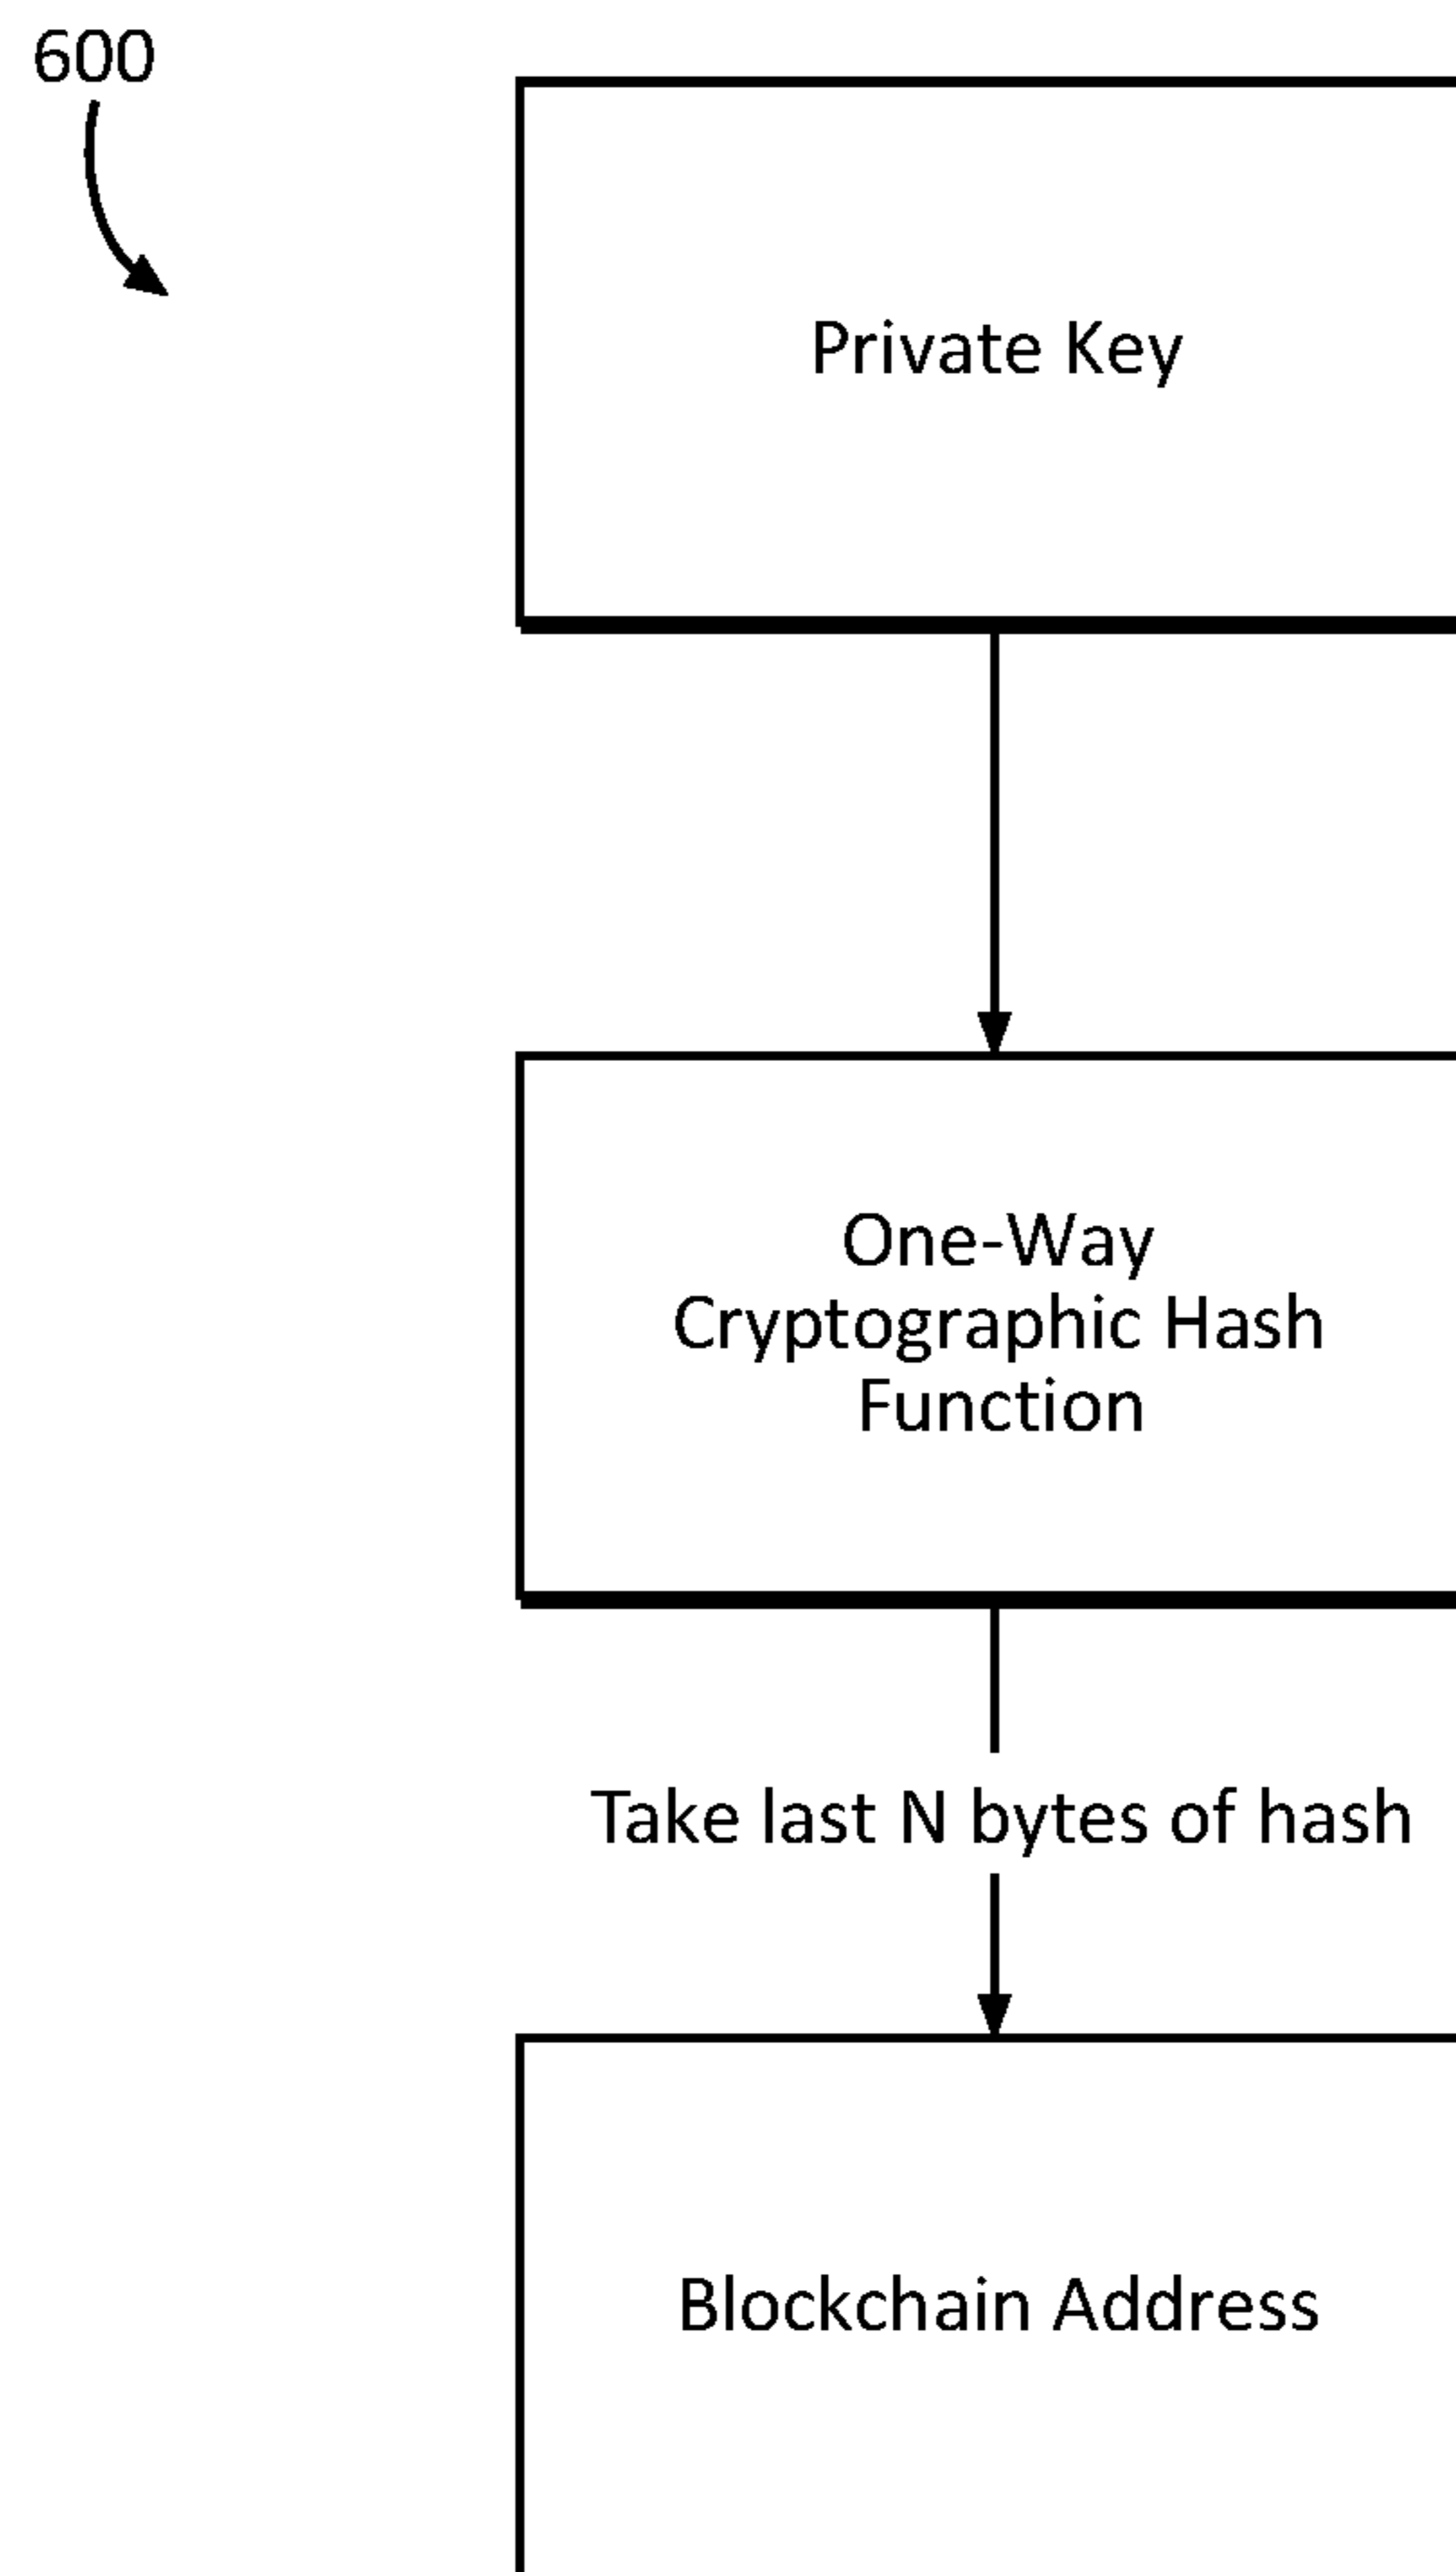 600
Private Key
One-Way
Cryptographic Hash
Function
Take last N bytes of hash
Blockchain Address